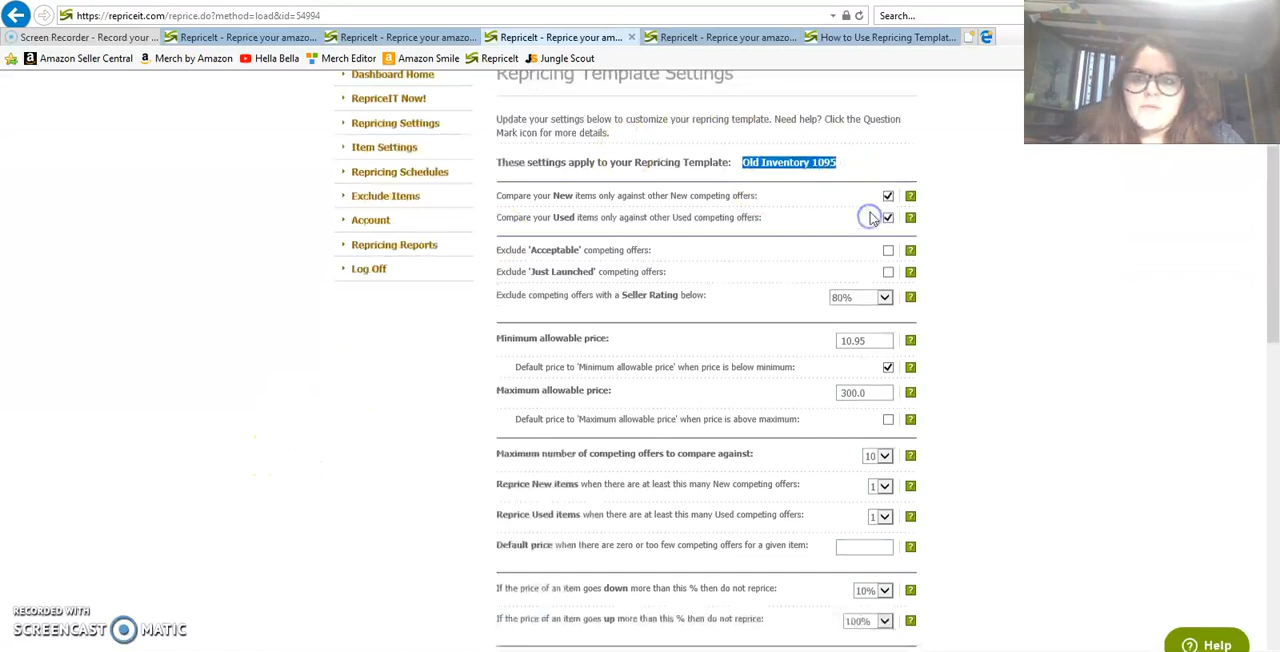 https://repriceit.com/reprice.do?method=load&id=54994
Search...
Screen Recorder - Record your ...
RepriceIt - Reprice your amazo...
RepriceIt - Reprice your amazo...
RepriceIt - Reprice your am...
RepriceIt - Reprice your amazo...
How to Use Repricing Templat...
Amazon Seller Central
Merch by Amazon
Hella Bella
Merch Editor
Amazon Smile
RepriceIt
Jungle Scout
Dashboard Home
RepriceIT Now!
Repricing Settings
Item Settings
Repricing Schedules
Exclude Items
Account
Repricing Reports
Log Off
Repricing Template Settings
Update your settings below to customize your repricing template. Need help? Click the Question
Mark icon for more details.
These settings apply to your Repricing Template: Old Inventory 1095
Compare your New items only against other New competing offers: ?
Compare your Used items only against other Used competing offers: ?
Exclude 'Acceptable' competing offers: ?
Exclude 'Just Launched' competing offers: ?
Exclude competing offers with a Seller Rating below: 80% ?
Minimum allowable price: 10.95 ?
Default price to 'Minimum allowable price' when price is below minimum: ?
Maximum allowable price: 300.0 ?
Default price to 'Maximum allowable price' when price is above maximum: ?
Maximum number of competing offers to compare against: 10 ?
Reprice New items when there are at least this many New competing offers: 1 ?
Reprice Used items when there are at least this many Used competing offers: 1 ?
Default price when there are zero or too few competing offers for a given item: ?
If the price of an item goes down more than this % then do not reprice: 10% ?
If the price of an item goes up more than this % then do not reprice: 100% ?
RECORDED WITH
SCREENCAST MATIC
? Help